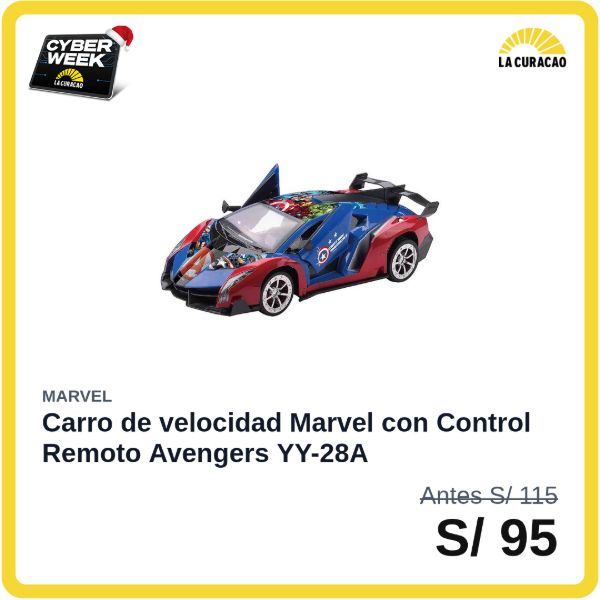 CYBER
WEEK
LA CURACAO
LA CURACAO
MARVEL
Carro de velocidad Marvel con Control
Remoto Avengers YY-28A
Antes S/ 115
S/ 95